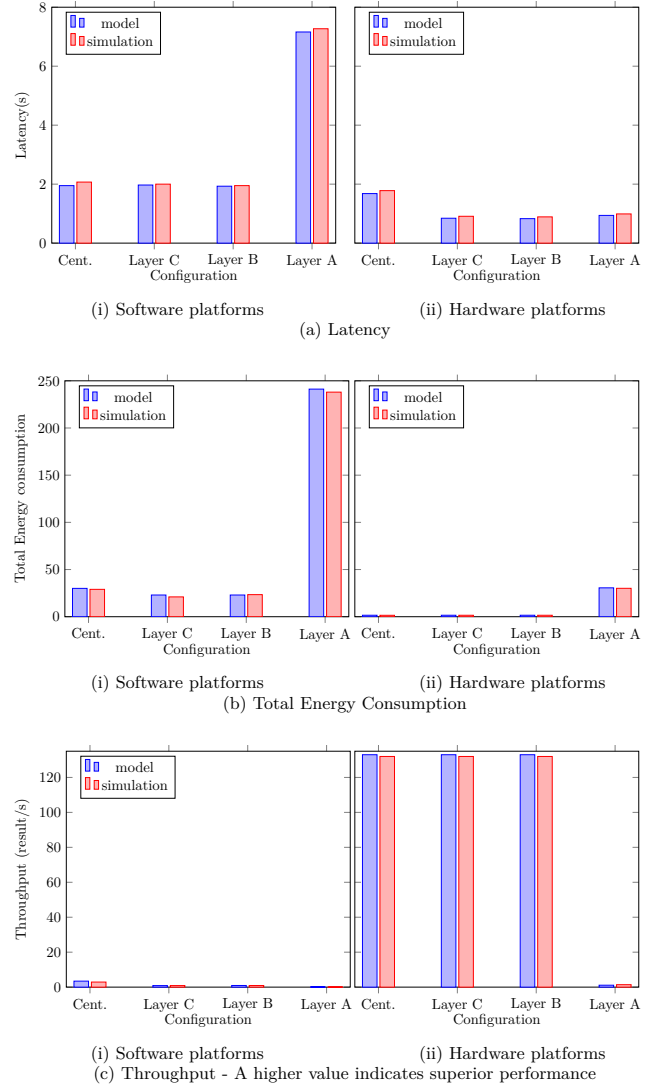 8
6
4
2
0
Latency(s)
model
simulation
model
simulation
Cent. Layer C Layer B Layer A
Configuration
Cent. Layer C Layer B Layer A
Configuration
(i) Software platforms
(ii) Hardware platforms
(a) Latency
250
200
150
100
50
0
Total Energy consumption
model
simulation
model
simulation
Cent. Layer C Layer B Layer A
Configuration
Cent. Layer C Layer B Layer A
Configuration
(i) Software platforms
(ii) Hardware platforms
(b) Total Energy Consumption
120
100
80
60
40
20
0
Throughput (result/s)
model
simulation
Cent. Layer C Layer B Layer A
Configuration
Cent. Layer C Layer B Layer A
Configuration
(i) Software platforms
(ii) Hardware platforms
(c) Throughput - A higher value indicates superior performance